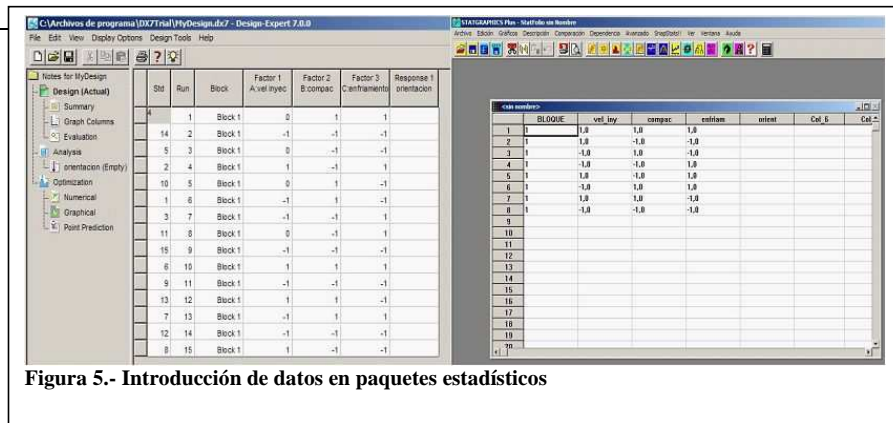 C:\Archivos de programa\DX7Trial\MyDesign.dx7 - Design-Expert 7.0.0
File Edit View Display Options Design Tools Help
Notes for MyDesign
Design (Actual)
Summary
Graph Columns
Evaluation
Analysis
orientacion (Empty)
Optimization
Numerical
Graphical
Point Prediction
Std Run Block Factor 1 A:vel inyec Factor 2 B:compac Factor 3 C:enfriamiento Response 1 orientacion
4 1 Block 1 0 1 1
14 2 Block 1 -1 -1 -1
5 3 Block 1 0 -1 1
2 4 Block 1 1 -1 1
10 5 Block 1 0 1 -1
1 6 Block 1 -1 -1 1
3 7 Block 1 -1 1 -1
11 8 Block 1 0 -1 -1
15 9 Block 1 -1 -1 -1
6 10 Block 1 1 1 1
9 11 Block 1 -1 1 -1
13 12 Block 1 1 1 -1
7 13 Block 1 -1 1 1
12 14 Block 1 -1 -1 -1
8 15 Block 1 1 -1 -1
STATGRAPHICS Plus - StatFolio sin Nombre
Archivo Edición Gráficos Descripción Comparación Dependencia Avanzado SnapStats!! Ver Ventana Ayuda
<sin nombre>
BLOQUE vel_iny compac enfriam orient Col_6 Col
1 1 1,0 1,0 1,0
2 1 1,0 -1,0 -1,0
3 1 -1,0 1,0 1,0
4 1 -1,0 -1,0 1,0
5 1 1,0 -1,0 1,0
6 1 -1,0 1,0 -1,0
7 1 1,0 1,0 -1,0
8 1 -1,0 -1,0 -1,0
9
10
11
12
13
14
15
16
17
18
19
20
Figura 5.- Introducción de datos en paquetes estadísticos